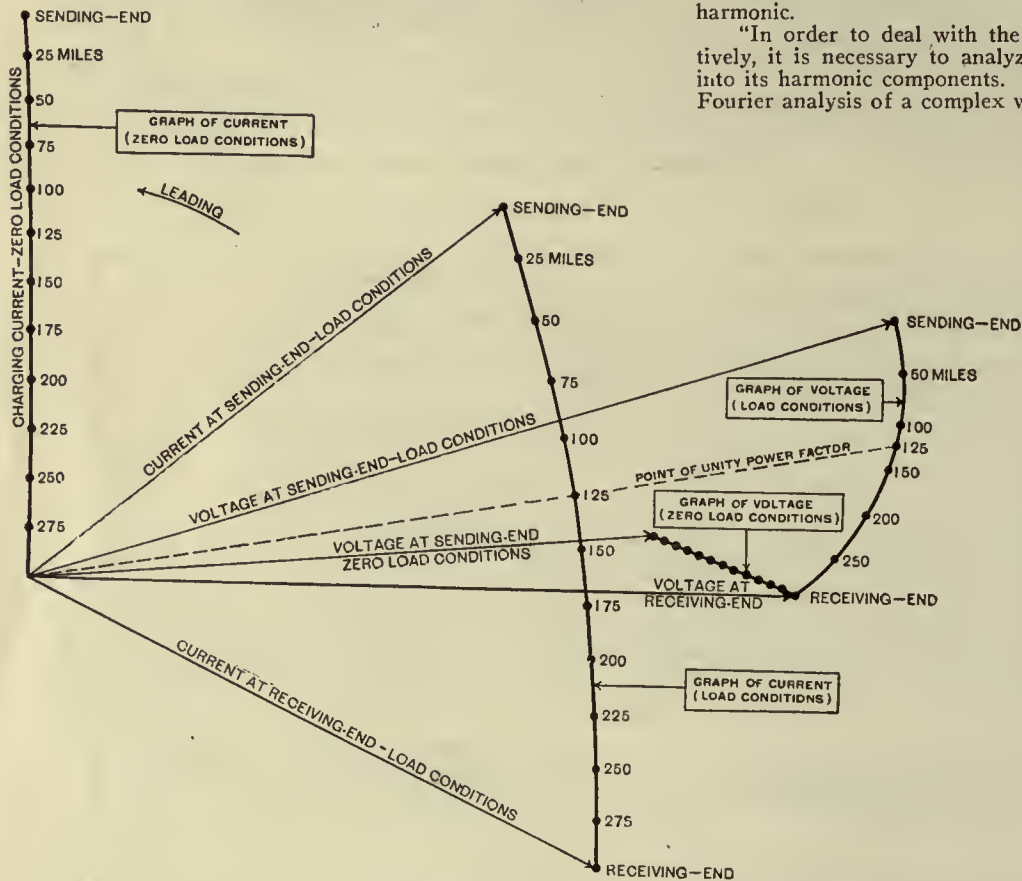 harmonic.
“In order to deal with the
tively, it is necessary to analyz
into its harmonic components.
Fourier analysis of a complex v
SENDING-END
25 MILES
50
75
100
125
150
175
200
225
250
275
CHARGING CURRENT-ZERO LOAD CONDITIONS
GRAPH OF CURRENT
(ZERO LOAD CONDITIONS)
LEADING
CURRENT AT SENDING-END-LOAD CONDITIONS
SENDING-END
25 MILES
50
75
100
125
150
175
200
225
250
275
RECEIVING-END
VOLTAGE AT SENDING-END-LOAD CONDITIONS
SENDING-END
50 MILES
GRAPH OF VOLTAGE
(LOAD CONDITIONS)
100
125
150
200
250
RECEIVING-END
POINT OF UNITY POWER FACTOR
GRAPH OF VOLTAGE
(ZERO LOAD CONDITIONS)
VOLTAGE AT SENDING-END
ZERO LOAD CONDITIONS
VOLTAGE AT
RECEIVING-END
CURRENT AT RECEIVING-END-LOAD CONDITIONS
GRAPH OF CURRENT
(LOAD CONDITIONS)